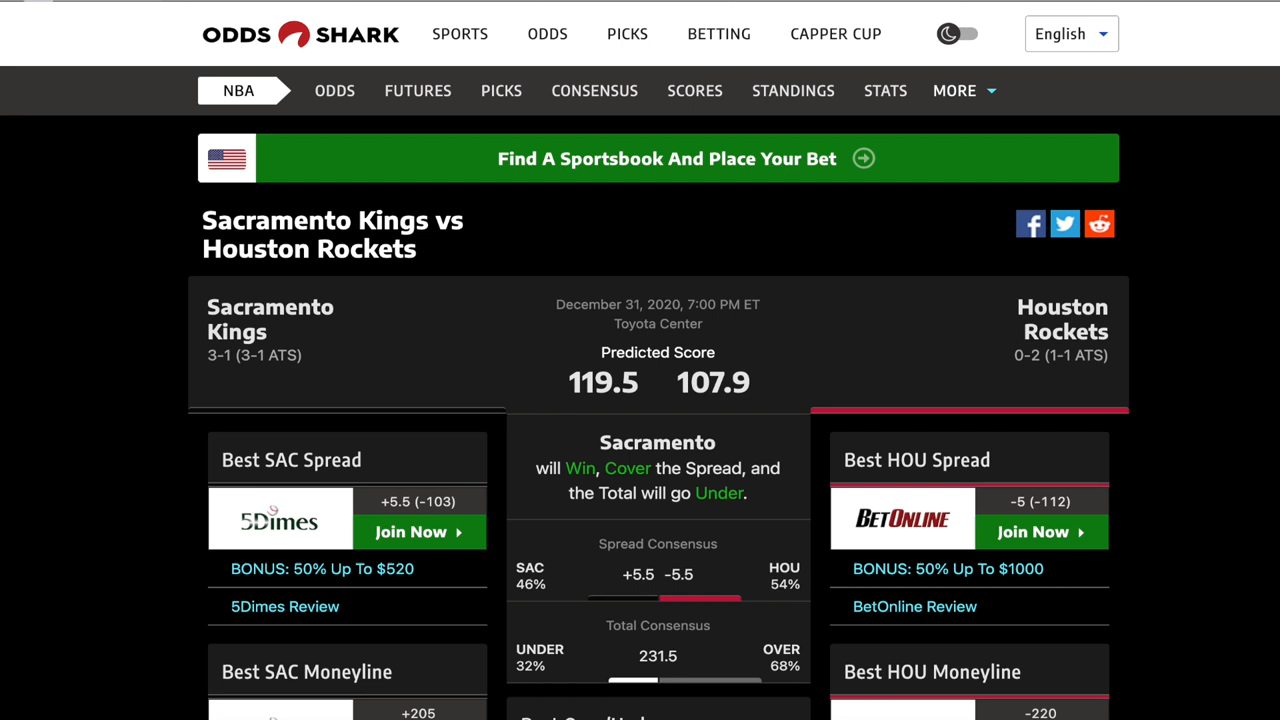 ODDS SHARK SPORTS ODDS PICKS BETTING CAPPER CUP English
NBA ODDS FUTURES PICKS CONSENSUS SCORES STANDINGS STATS MORE
Find A Sportsbook And Place Your Bet
Sacramento Kings vs
Houston Rockets
Sacramento
Kings
3-1 (3-1 ATS)
December 31, 2020, 7:00 PM ET
Toyota Center
Predicted Score
119.5 107.9
Houston
Rockets
0-2 (1-1 ATS)
Best SAC Spread
5Dimes
+5.5 (-103)
Join Now
BONUS: 50% Up To $520
5Dimes Review
Best SAC Moneyline
+205
Sacramento
will Win, Cover the Spread, and
the Total will go Under.
Spread Consensus
SAC
46%
+5.5 -5.5
HOU
54%
Total Consensus
UNDER
32%
231.5
OVER
68%
Best HOU Spread
BETONLINE
-5 (-112)
Join Now
BONUS: 50% Up To $1000
BetOnline Review
Best HOU Moneyline
-220